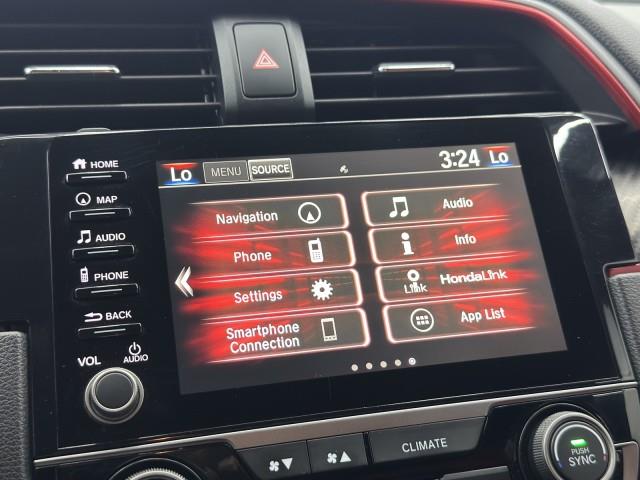 HOME
MAP
AUDIO
PHONE
BACK
VOL
AUDIO
Lo MENU SOURCE 3:24 Lo
Navigation
Audio
Phone
Info
Settings
Link HondaLink
Smartphone
Connection
App List
CLIMATE
PUSH
SYNC